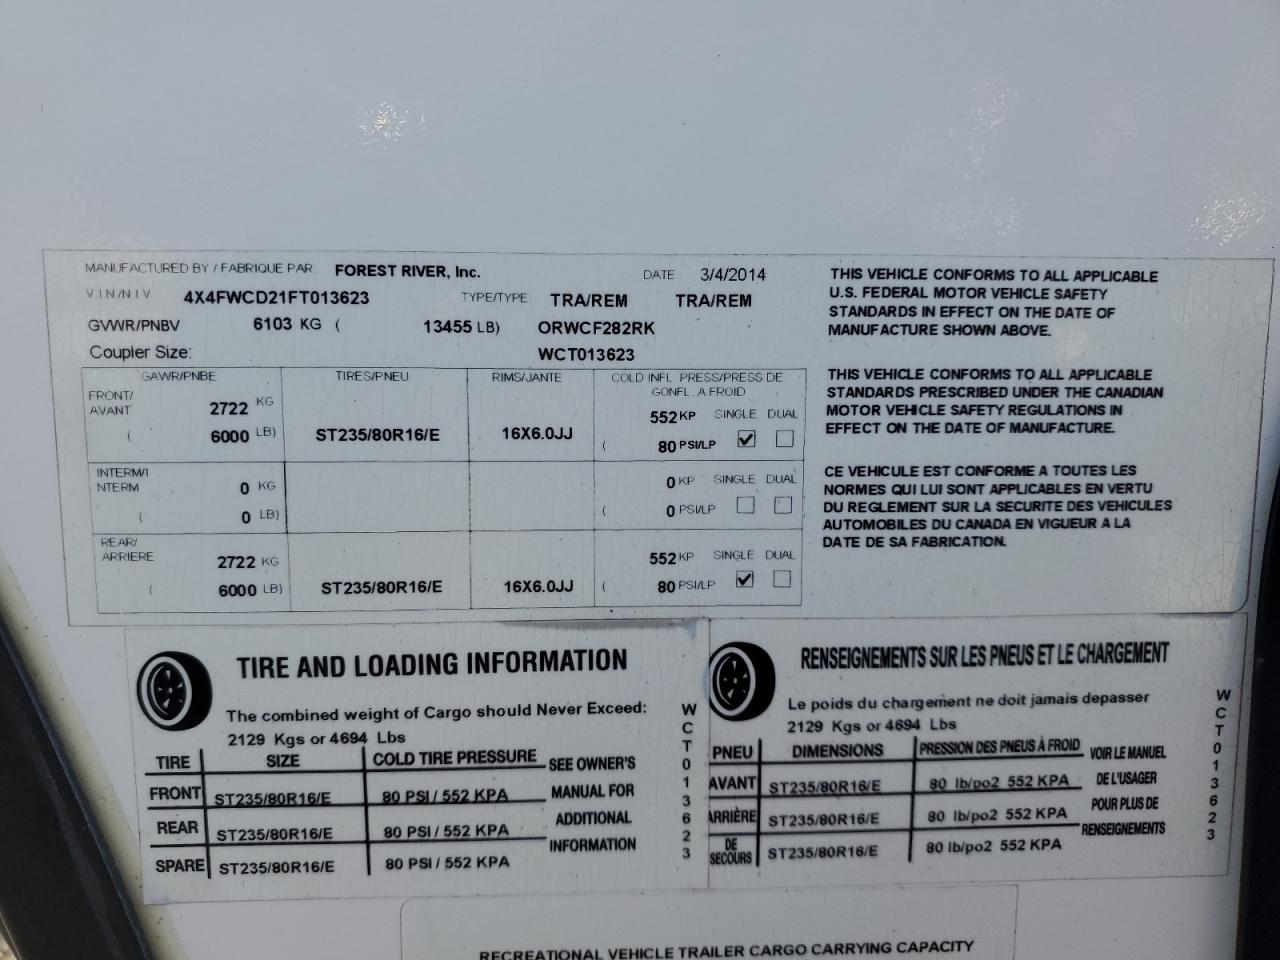 MANUFACTURED BY / FABRIQUE PAR: FOREST RIVER, Inc. DATE 3/4/2014
V I N / N I V 4X4FWCD21FT013623 TYPE/TYPE: TRA/REM TRA/REM
GVWR/PNBV 6103 KG ( 13455 LB) ORWCF282RK
Coupler Size: WCT013623
GAWR/PNBE TIRES/PNEU RIMS/JANTE COLD INFL. PRESS/PRESS DE
GONFL. A FROID
FRONT/
AVANT 2722 KG 552 KP SINGLE DUAL
( 6000 LB) ST235/80R16/E 16X6.0JJ ( 80 PSI/LP
INTERM/I
NTERM 0 KG 0 KP SINGLE DUAL
( 0 LB) ( 0 PSI/LP
REAR/
ARRIERE 2722 KG 552 KP SINGLE DUAL
( 6000 LB) ST235/80R16/E 16X6.0JJ ( 80 PSI/LP
THIS VEHICLE CONFORMS TO ALL APPLICABLE
U.S. FEDERAL MOTOR VEHICLE SAFETY
STANDARDS IN EFFECT ON THE DATE OF
MANUFACTURE SHOWN ABOVE.
THIS VEHICLE CONFORMS TO ALL APPLICABLE
STANDARDS PRESCRIBED UNDER THE CANADIAN
MOTOR VEHICLE SAFETY REGULATIONS IN
EFFECT ON THE DATE OF MANUFACTURE.
CE VEHICULE EST CONFORME A TOUTES LES
NORMES QUI LUI SONT APPLICABLES EN VERTU
DU REGLEMENT SUR LA SECURITE DES VEHICULES
AUTOMOBILES DU CANADA EN VIGUEUR A LA
DATE DE SA FABRICATION.
TIRE AND LOADING INFORMATION
The combined weight of Cargo should Never Exceed:
2129 Kgs or 4694 Lbs
TIRE SIZE COLD TIRE PRESSURE
FRONT ST235/80R16/E 80 PSI / 552 KPA
REAR ST235/80R16/E 80 PSI / 552 KPA
SPARE ST235/80R16/E 80 PSI / 552 KPA
SEE OWNER'S
MANUAL FOR
ADDITIONAL
INFORMATION
WCT013623
RENSEIGNEMENTS SUR LES PNEUS ET LE CHARGEMENT
Le poids du chargement ne doit jamais depasser
2129 Kgs or 4694 Lbs
PNEU DIMENSIONS PRESSION DES PNEUS À FROID
AVANT ST235/80R16/E 80 lb/po2 552 KPA
ARRIÈRE ST235/80R16/E 80 lb/po2 552 KPA
DE
SECOURS ST235/80R16/E 80 lb/po2 552 KPA
VOIR LE MANUEL
DE L'USAGER
POUR PLUS DE
RENSEIGNEMENTS
WCT013623
RECREATIONAL VEHICLE TRAILER CARGO CARRYING CAPACITY